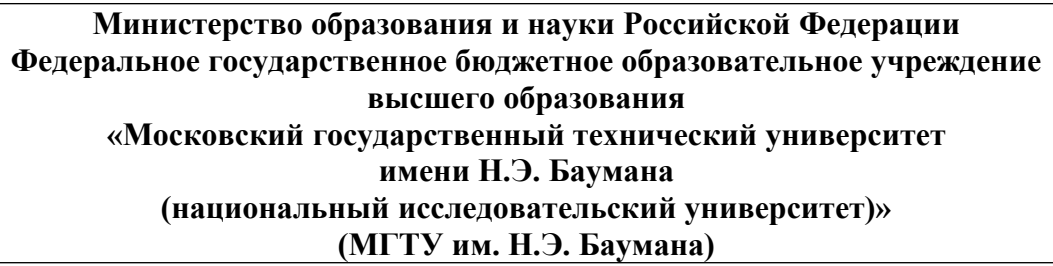 Министерство образования и науки Российской Федерации
Федеральное государственное бюджетное образовательное учреждение
высшего образования
«Московский государственный технический университет
имени Н.Э. Баумана
(национальный исследовательский университет)»
(МГТУ им. Н.Э. Баумана)